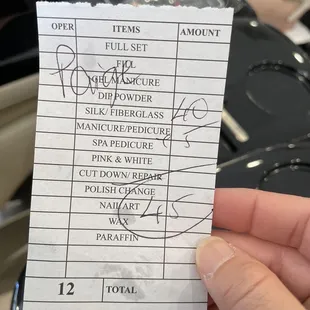 OPER ITEMS AMOUNT
FULL SET
FILL
GEL MANICURE
DIP POWDER
SILK/ FIBERGLASS 40
MANICURE/PEDICURE 5
SPA PEDICURE
PINK & WHITE
CUT DOWN/ REPAIR
POLISH CHANGE
NAIL ART 45
WAX
PARAFFIN
12 TOTAL